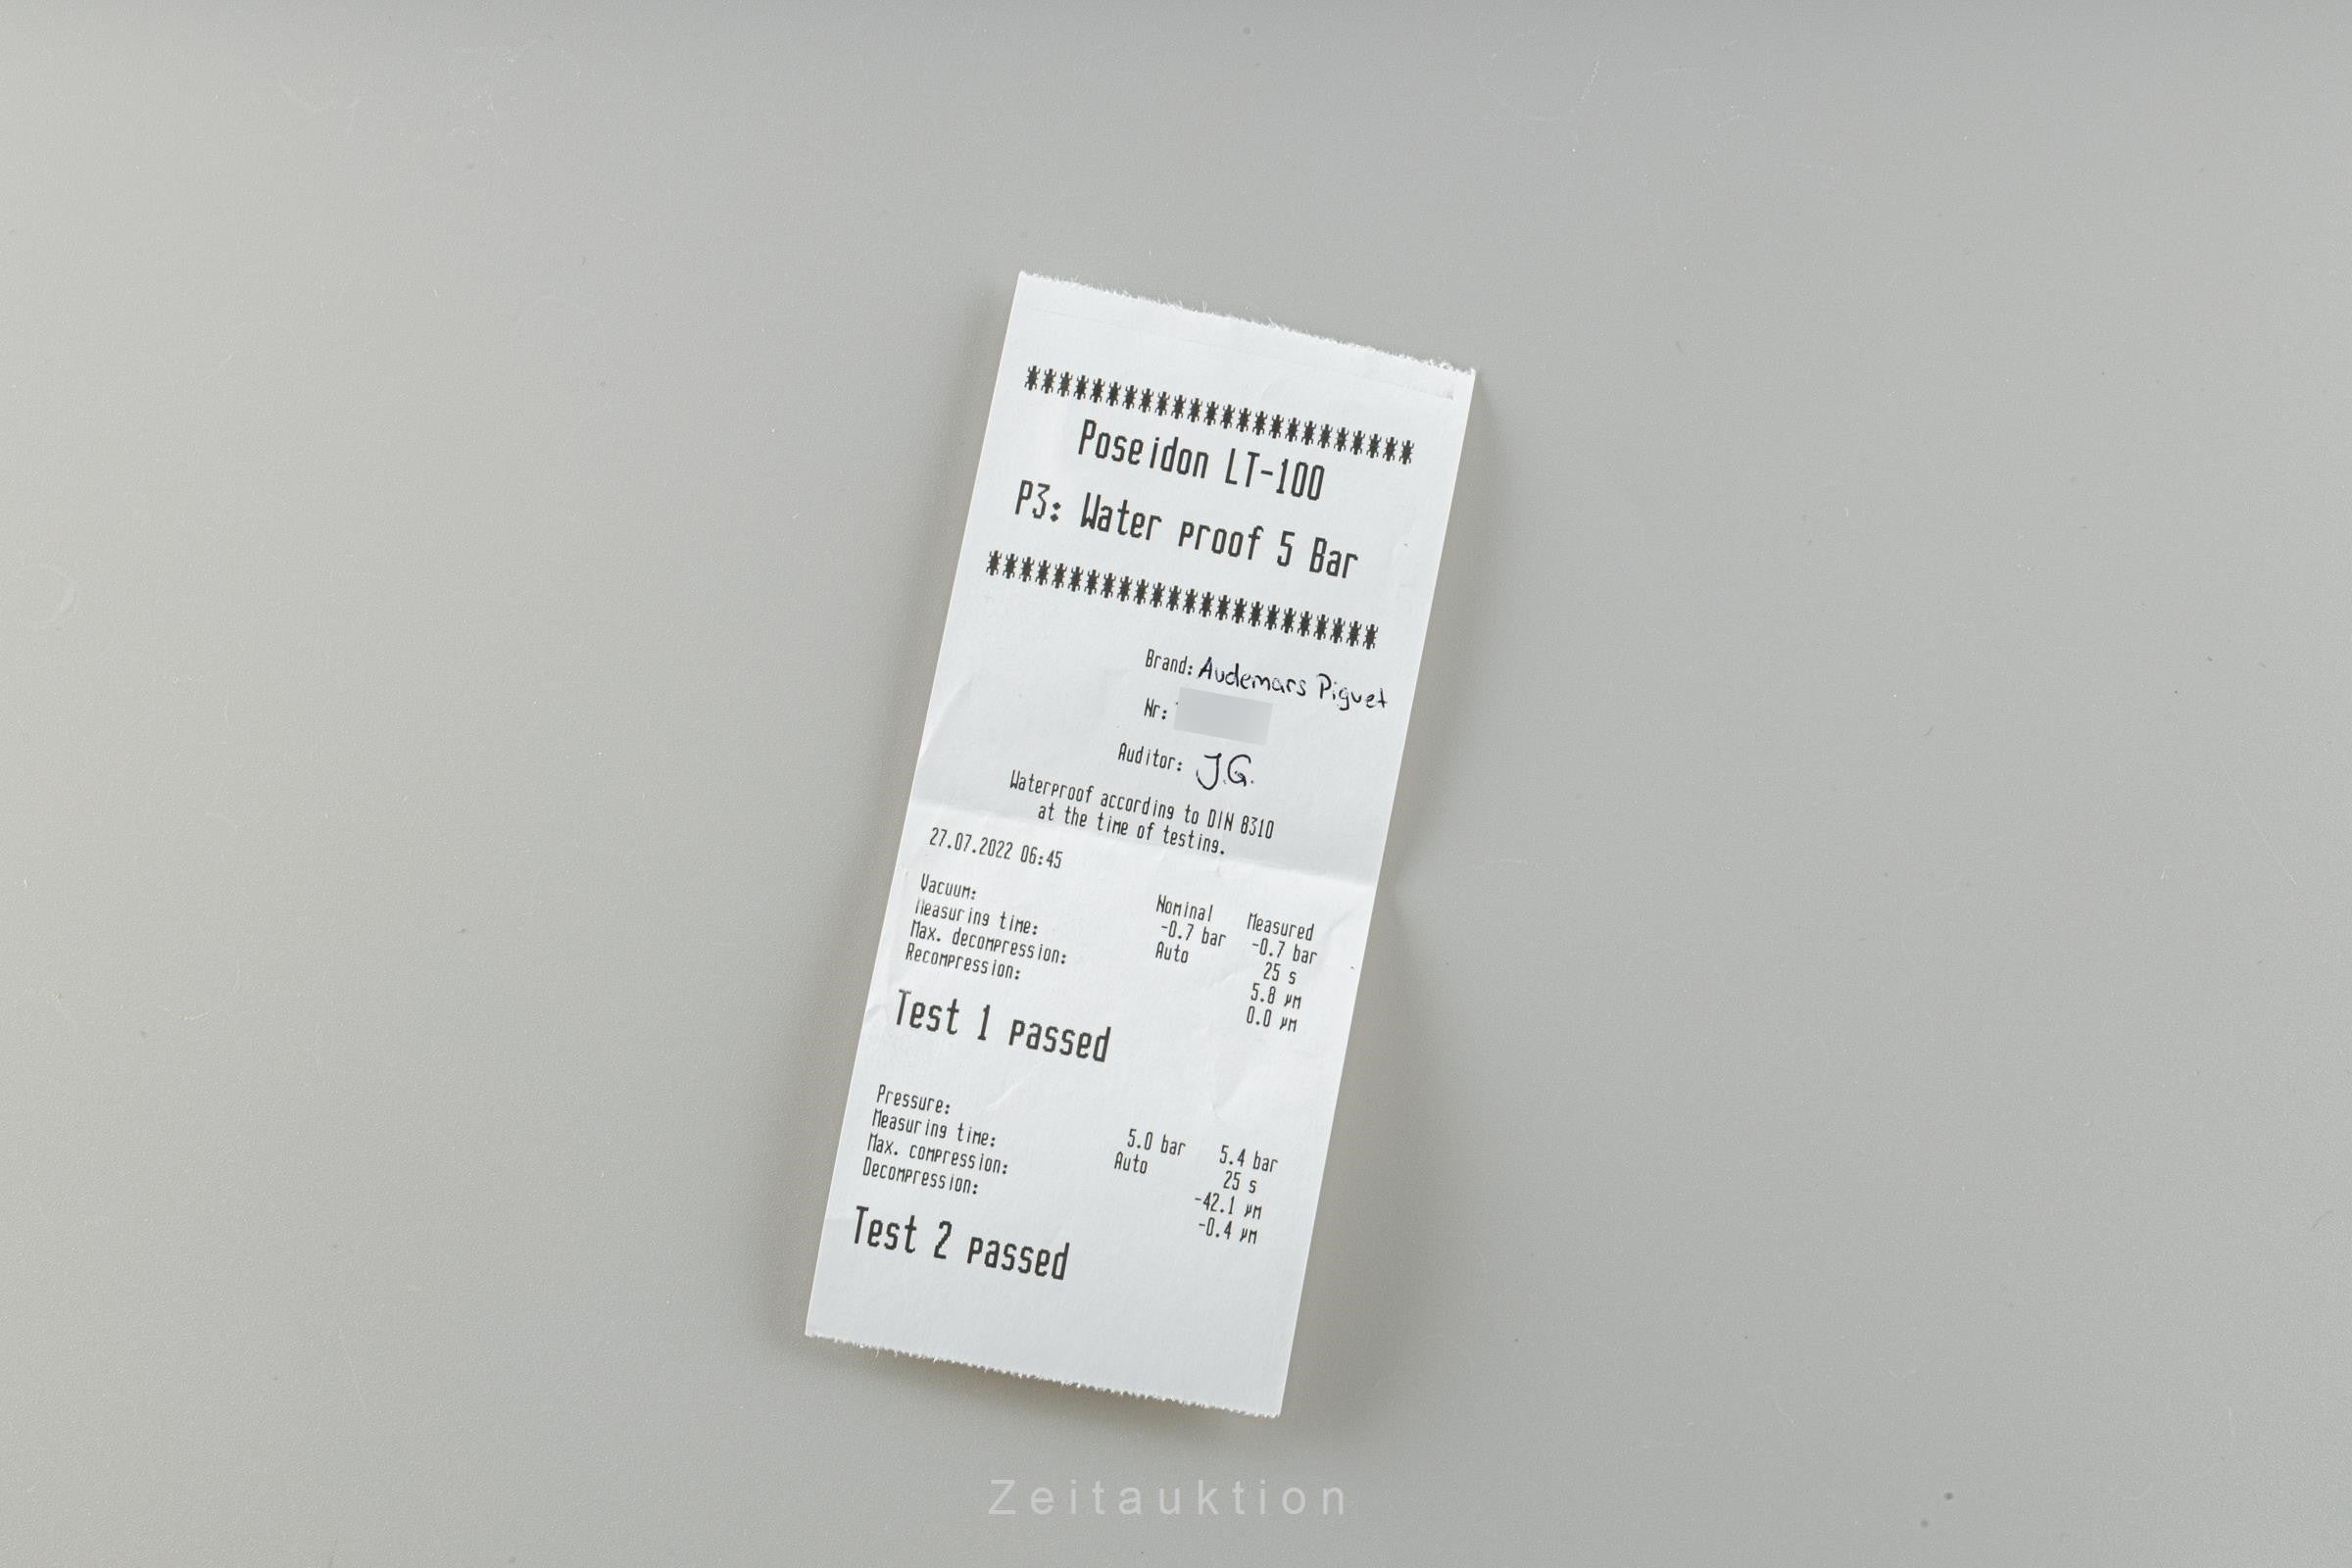 ************************
Poseidon LT-100
P3: Water proof 5 Bar
************************
Brand: Audemars Piguet
Nr:
Auditor: J.G.
Waterproof according to DIN 8310
at the time of testing.
27.07.2022 06:45
Nominal Measured
Vacuum: -0.7 bar -0.7 bar
Measuring time: Auto 25 s
Max. decompression: 5.8 µm
Recompression: 0.0 µm
Test 1 passed
Pressure: 5.0 bar 5.4 bar
Measuring time: Auto 25 s
Max. compression: -42.1 µm
Decompression: -0.4 µm
Test 2 passed
Zeitauktion